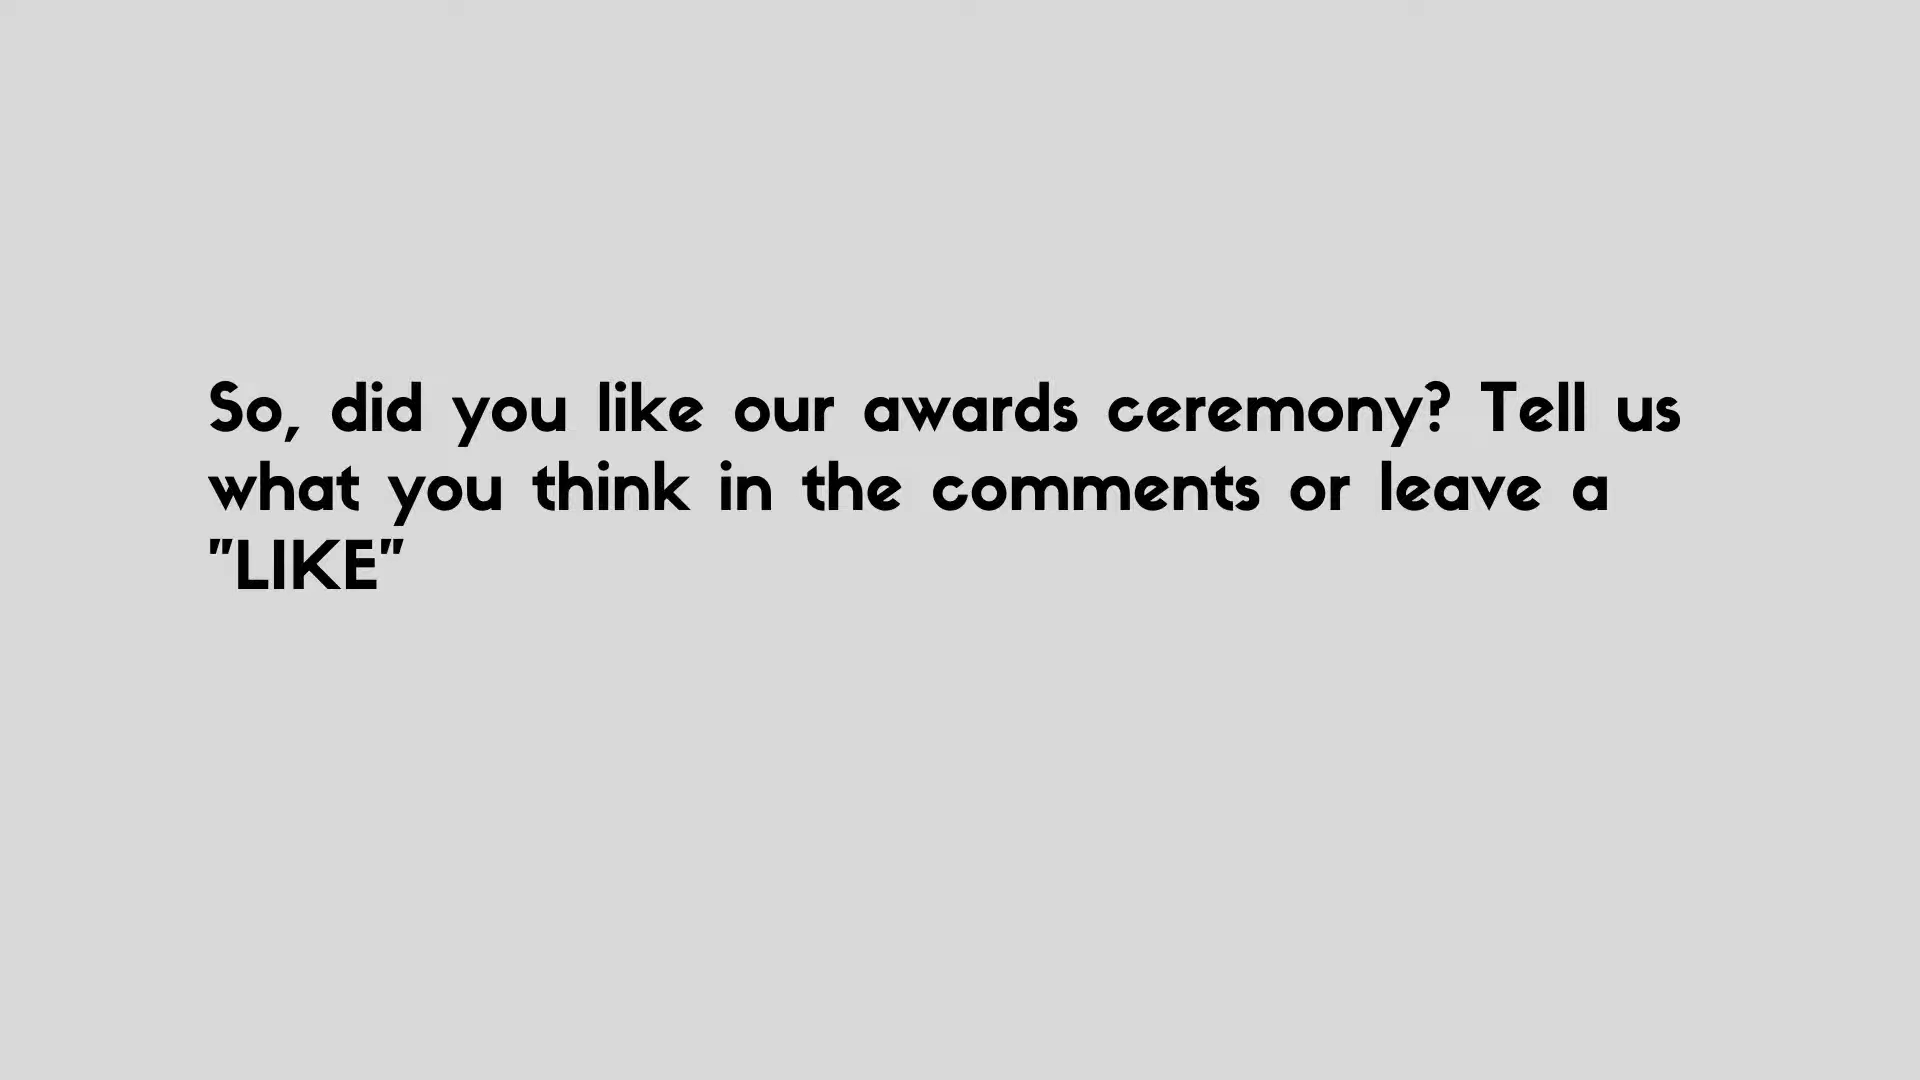 So, did you like our awards ceremony? Tell us
what you think in the comments or leave a
"LIKE"